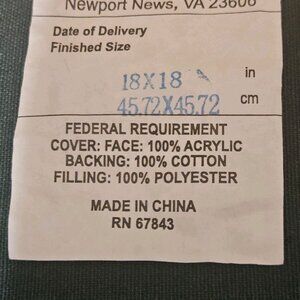 Newport News, VA 23606
Date of Delivery
Finished Size
18X18 in
45.72X45.72 cm
FEDERAL REQUIREMENT
COVER: FACE: 100% ACRYLIC
BACKING: 100% COTTON
FILLING: 100% POLYESTER
MADE IN CHINA
RN 67843